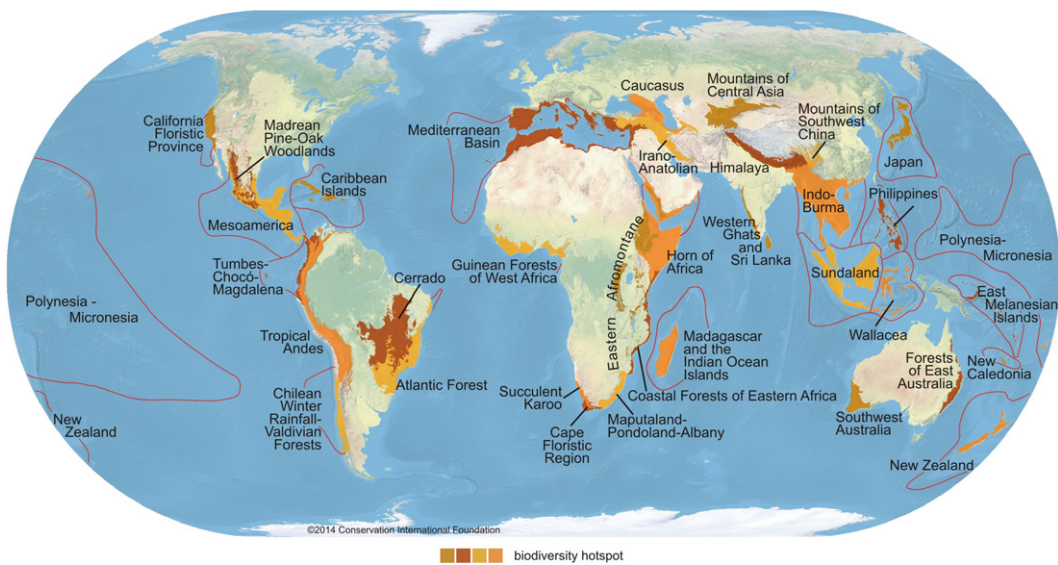 California
Floristic
Province
Madrean
Pine-Oak
Woodlands
Caribbean
Islands
Mesoamerica
Tumbes-
Chocó-
Magdalena
Cerrado
Polynesia -
Micronesia
Tropical
Andes
Atlantic Forest
Chilean
Winter
Rainfall-
Valdivian
Forests
New
Zealand
Mediterranean
Basin
Caucasus
Mountains of
Central Asia
Mountains of
Southwest
China
Irano-
Anatolian
Himalaya
Japan
Indo-
Burma
Philippines
Western
Ghats
and
Sri Lanka
Guinean Forests
of West Africa
Eastern Afromontane
Horn of
Africa
Sundaland
Polynesia-
Micronesia
East
Melanesian
Islands
Wallacea
Madagascar
and the
Indian Ocean
Islands
Coastal Forests of Eastern Africa
Succulent
Karoo
Cape
Floristic
Region
Maputaland-
Pondoland-Albany
Forests
of East
Australia
New
Caledonia
Southwest
Australia
New Zealand
©2014 Conservation International Foundation
biodiversity hotspot